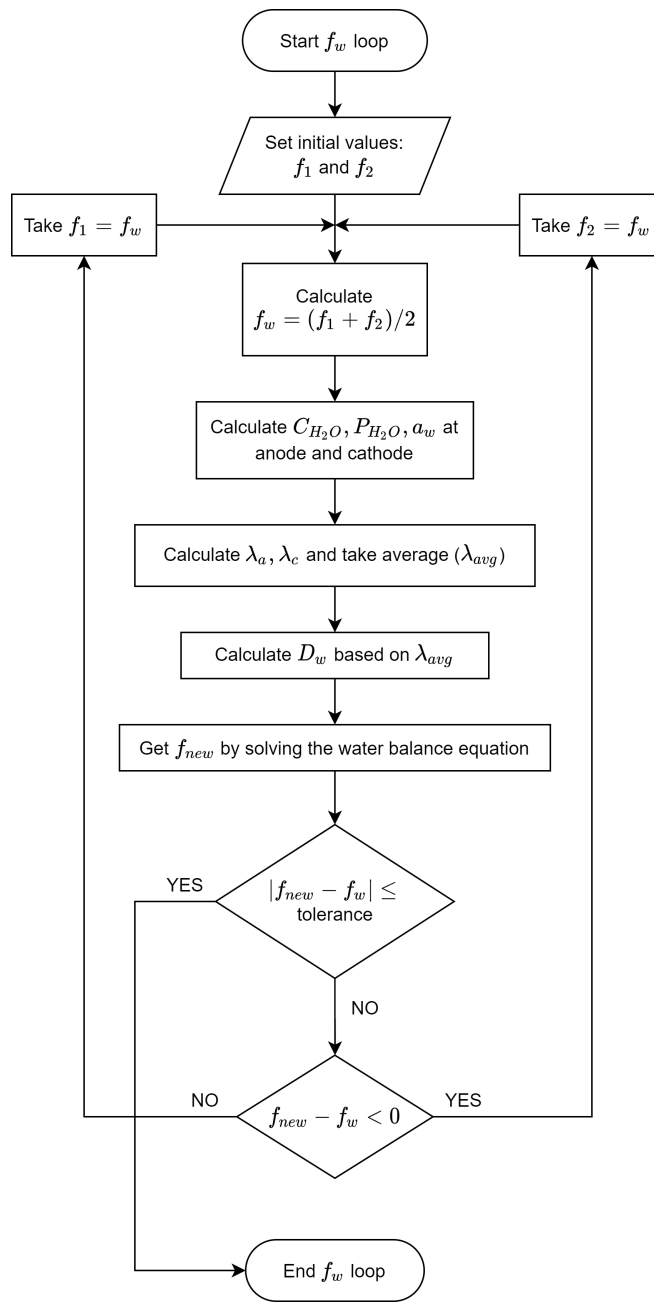 Start $f_w$ loop
Set initial values:
$f_1$ and $f_2$
Take $f_1 = f_w$
Take $f_2 = f_w$
Calculate
$f_w = (f_1 + f_2)/2$
Calculate $C_{H_2O}, P_{H_2O}, a_w$ at
anode and cathode
Calculate $\lambda_a, \lambda_c$ and take average ($\lambda_{avg}$)
Calculate $D_w$ based on $\lambda_{avg}$
Get $f_{new}$ by solving the water balance equation
YES
$|f_{new} - f_w| \leq$
tolerance
NO
NO
$f_{new} - f_w < 0$
YES
End $f_w$ loop